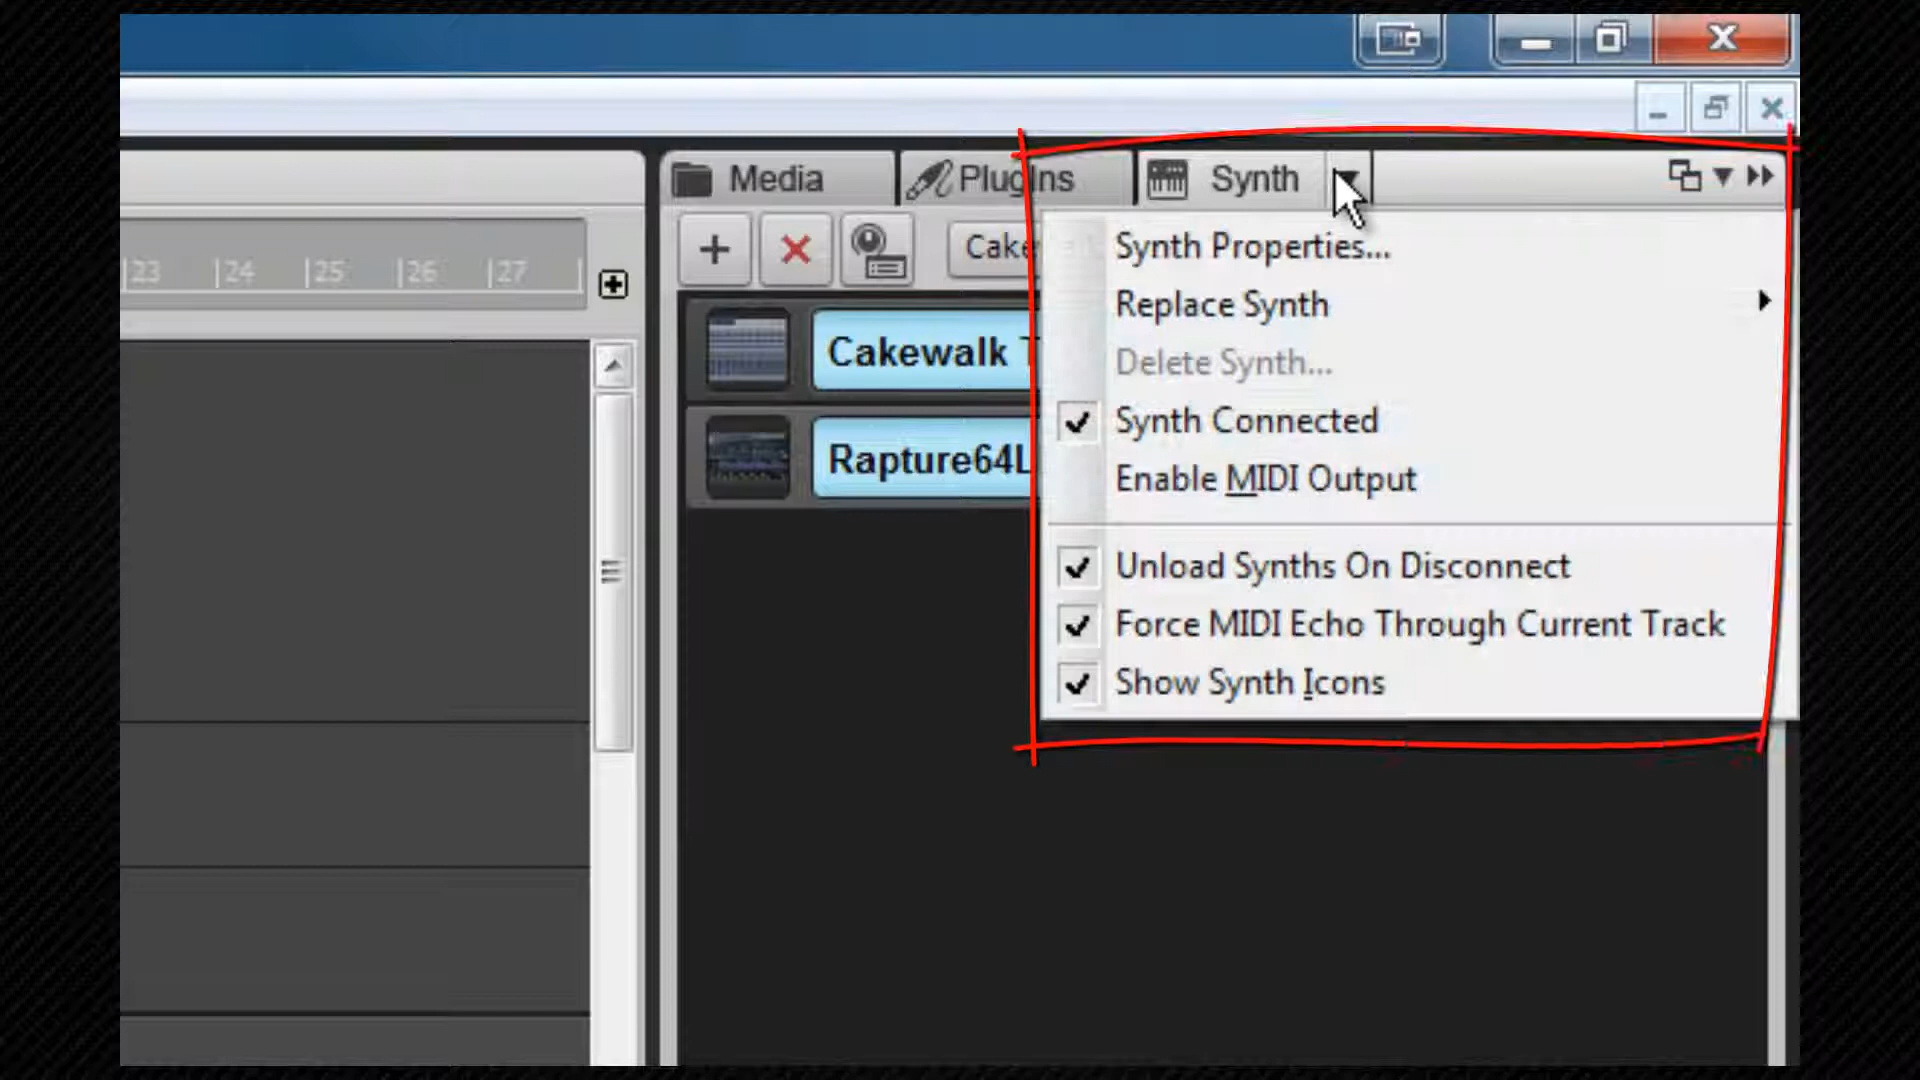 Media
PlugIns
Synth
|23 |24 |25 |26 |27
Cake
Synth Properties...
Replace Synth
Delete Synth...
Synth Connected
Enable MIDI Output
Unload Synths On Disconnect
Force MIDI Echo Through Current Track
Show Synth Icons
Cakewalk T
Rapture64L